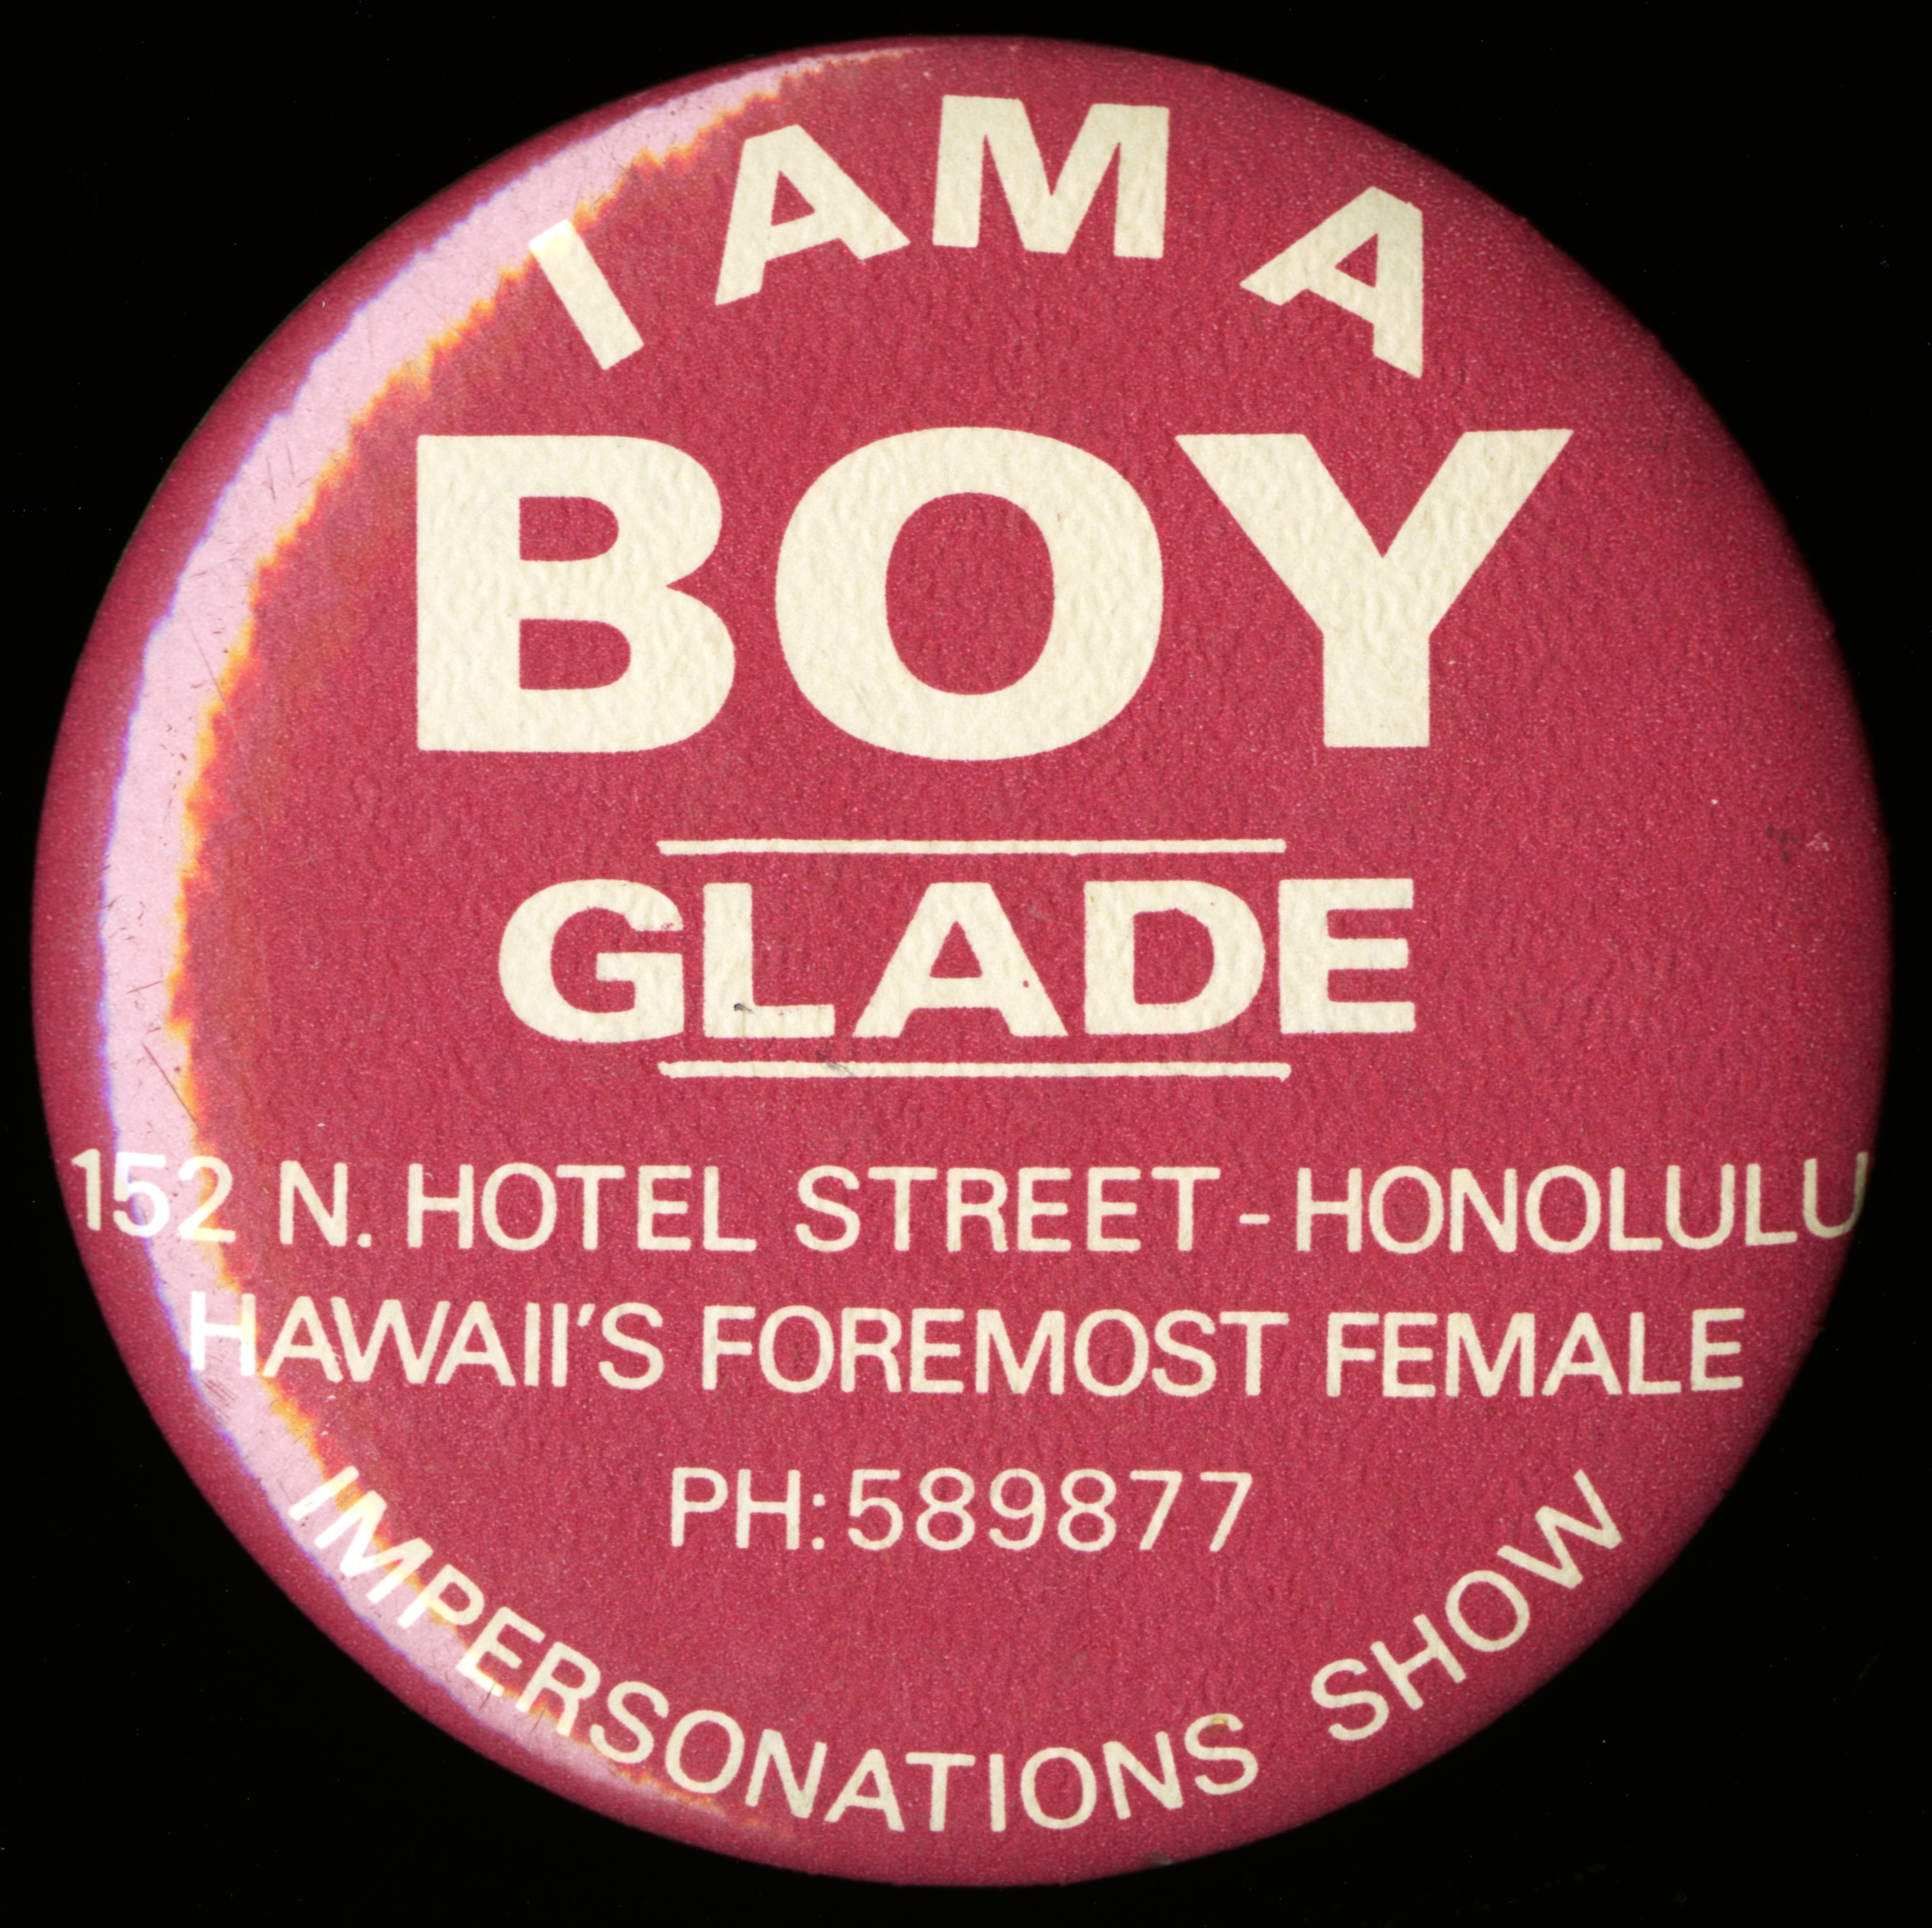 I AM A
BOY
GLADE
152 N. HOTEL STREET - HONOLULU
HAWAII'S FOREMOST FEMALE
PH: 589877
IMPERSONATIONS SHOW